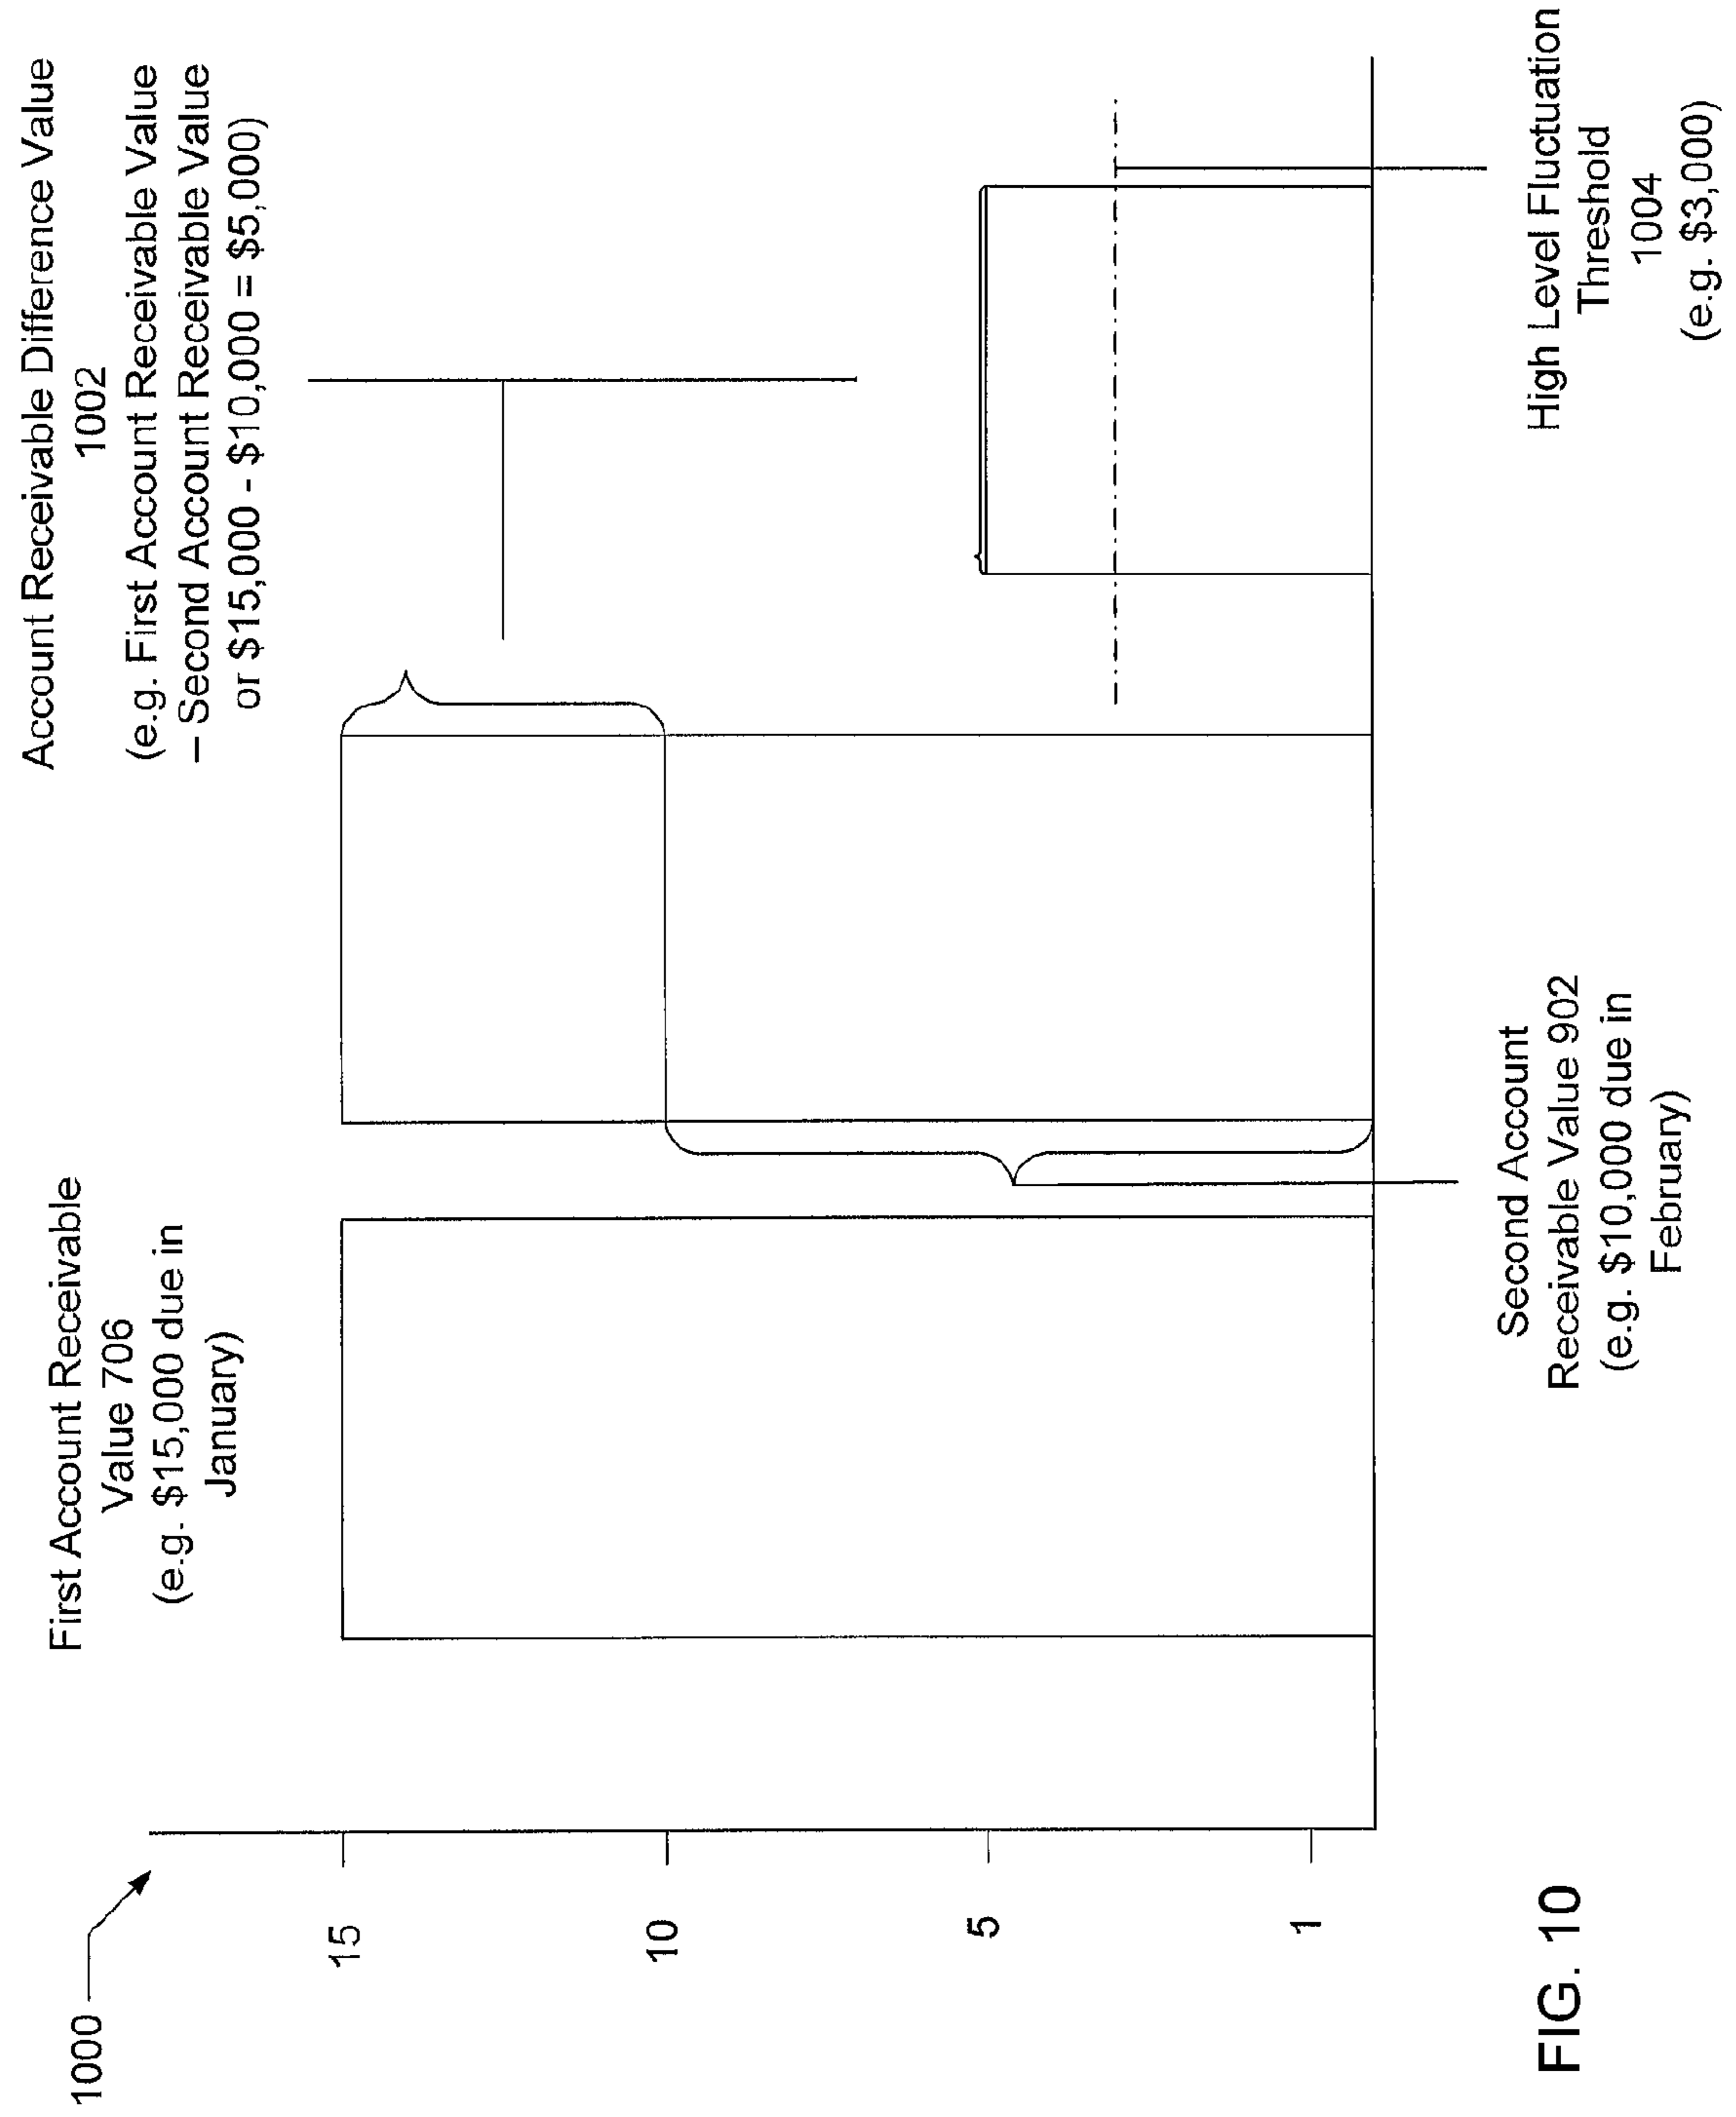 1000
First Account Receivable
Value 706
(e.g. $15,000 due in
January)
Account Receivable Difference Value
1002
(e.g. First Account Receivable Value
– Second Account Receivable Value
or $15,000 - $10,000 = $5,000)
15
10
5
1
Second Account
Receivable Value 902
(e.g. $10,000 due in
February)
High Level Fluctuation
Threshold
1004
(e.g. $3,000)
FIG. 10